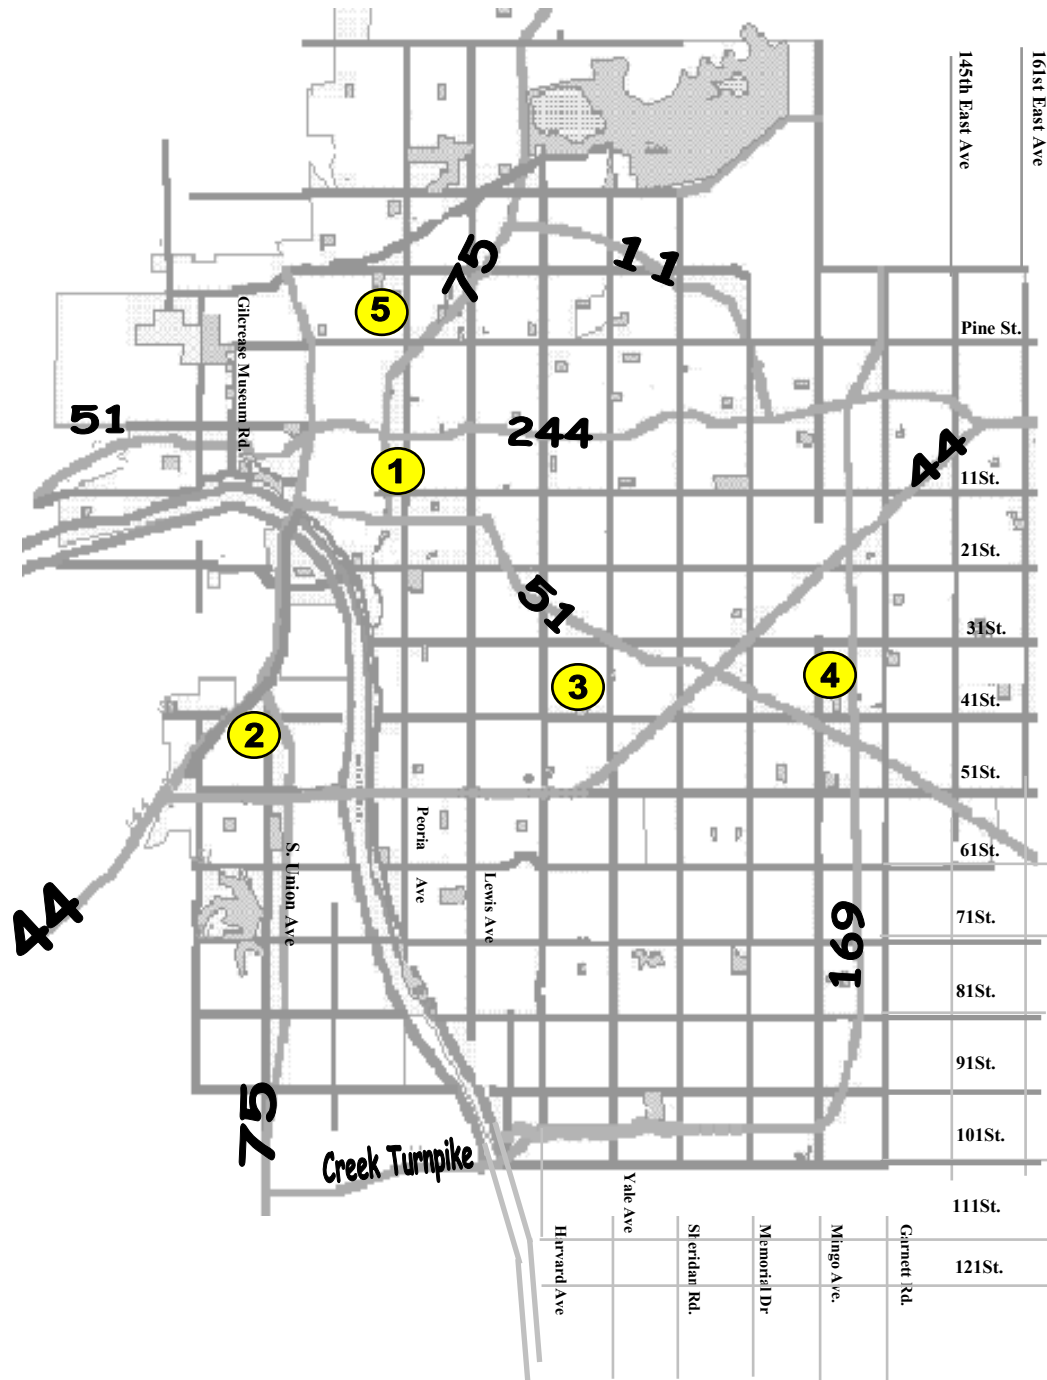 145th East Ave
161st East Ave
11
75
5
Gilcrease Museum Rd.
Pine St.
51
244
44
1
11St.
21St.
51
31St.
3
4
41St.
2
51St.
Peoria Ave
61St.
S. Union Ave
Lewis Ave
44
169
71St.
81St.
91St.
75
101St.
Creek Turnpike
Yale Ave
111St.
Harvard Ave
Sheridan Rd.
Memorial Dr
Mingo Ave.
Garnett Rd.
121St.